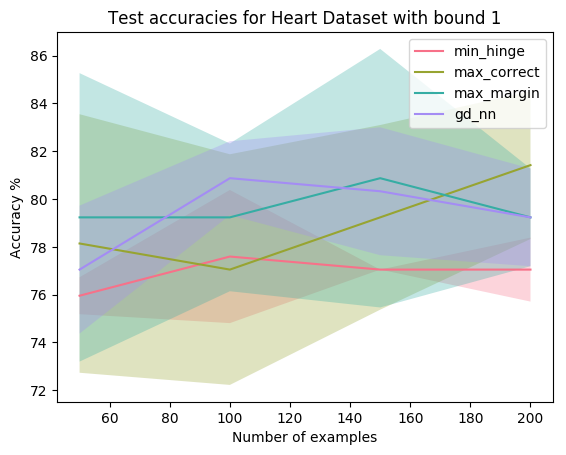 Test accuracies for Heart Dataset with bound 1
min_hinge
max_correct
max_margin
gd_nn
Accuracy %
86
84
82
80
78
76
74
72
60 80 100 120 140 160 180 200
Number of examples